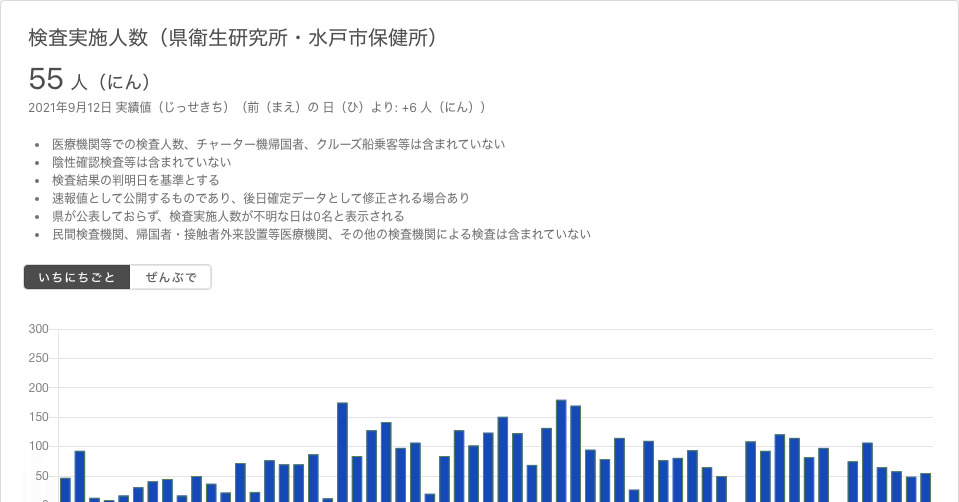 検査実施人数（県衛生研究所・水戸市保健所）
55 人（にん）
2021年9月12日 実績値（じっせきち）（前（まえ）の 日（ひ）より: +6 人（にん））
• 医療機関等での検査人数、チャーター機帰国者、クルーズ船乗客等は含まれていない
• 陰性確認検査等は含まれていない
• 検査結果の判明日を基準とする
• 速報値として公開するものであり、後日確定データとして修正される場合あり
• 県が公表しておらず、検査実施人数が不明な日は0名と表示される
• 民間検査機関、帰国者・接触者外来設置等医療機関、その他の検査機関による検査は含まれていない
いちにちごと ぜんぶで
300
250
200
150
100
50
0